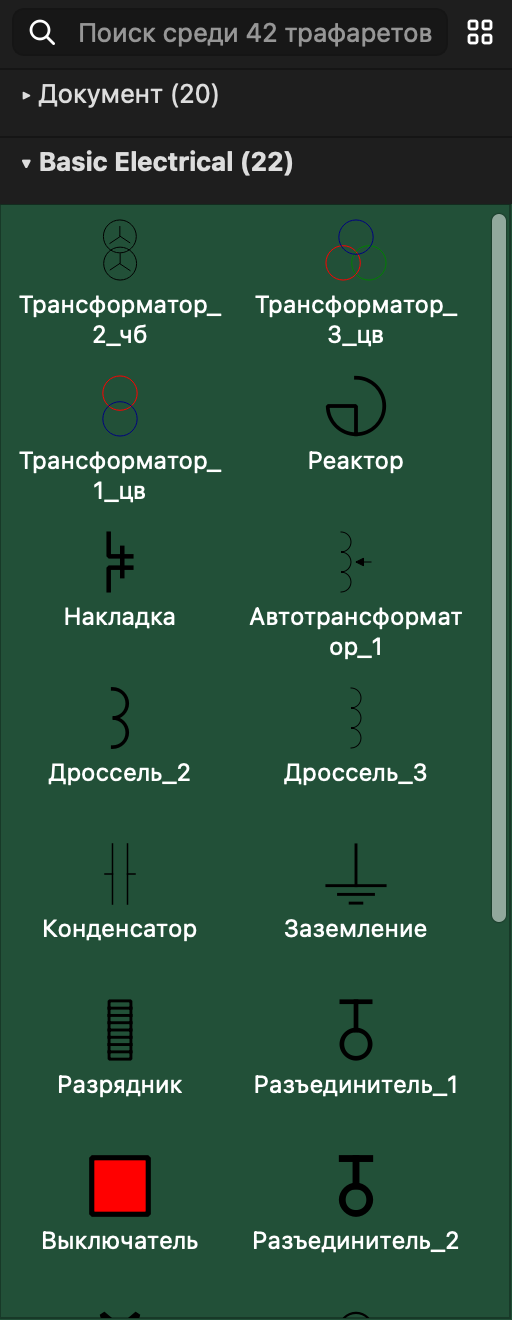 Поиск среди 42 трафаретов
Документ (20)
Basic Electrical (22)
Трансформатор_
2_чб
Трансформатор_
3_цв
Трансформатор_
1_цв
Реактор
Накладка
Автотрансформат
ор_1
Дроссель_2
Дроссель_3
Конденсатор
Заземление
Разрядник
Разъединитель_1
Выключатель
Разъединитель_2